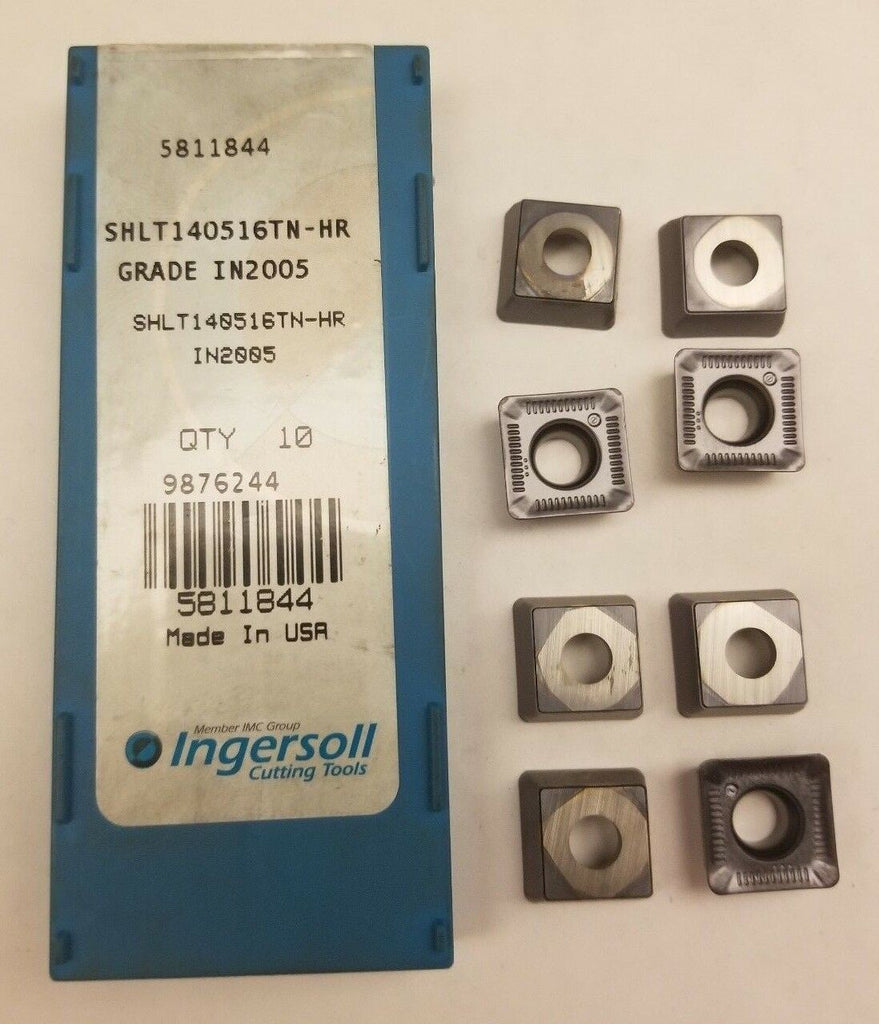 5811844
SHLT140516TN-HR
GRADE IN2005
SHLT140516TN-HR
IN2005
QTY 10
9876244
5811844
Made In USA
Member IMC Group
Ingersoll
Cutting Tools